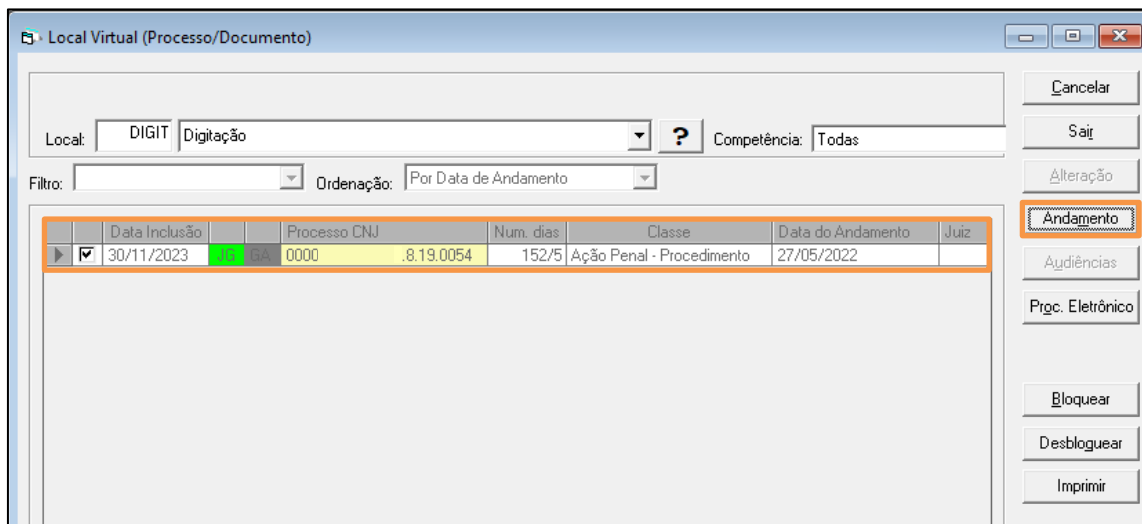 Local Virtual (Processo/Documento)
Cancelar
Local: DIGIT Digitação ? Competência: Todas
Sair
Filtro: Ordenação: Por Data de Andamento
Alteração
Andamento
Data Inclusão Processo CNJ Num. dias Classe Data do Andamento Juiz
30/11/2023 JG GA 0000 .8.19.0054 152/5 Ação Penal - Procedimento 27/05/2022
Audiências
Proc. Eletrônico
Bloquear
Desbloquear
Imprimir